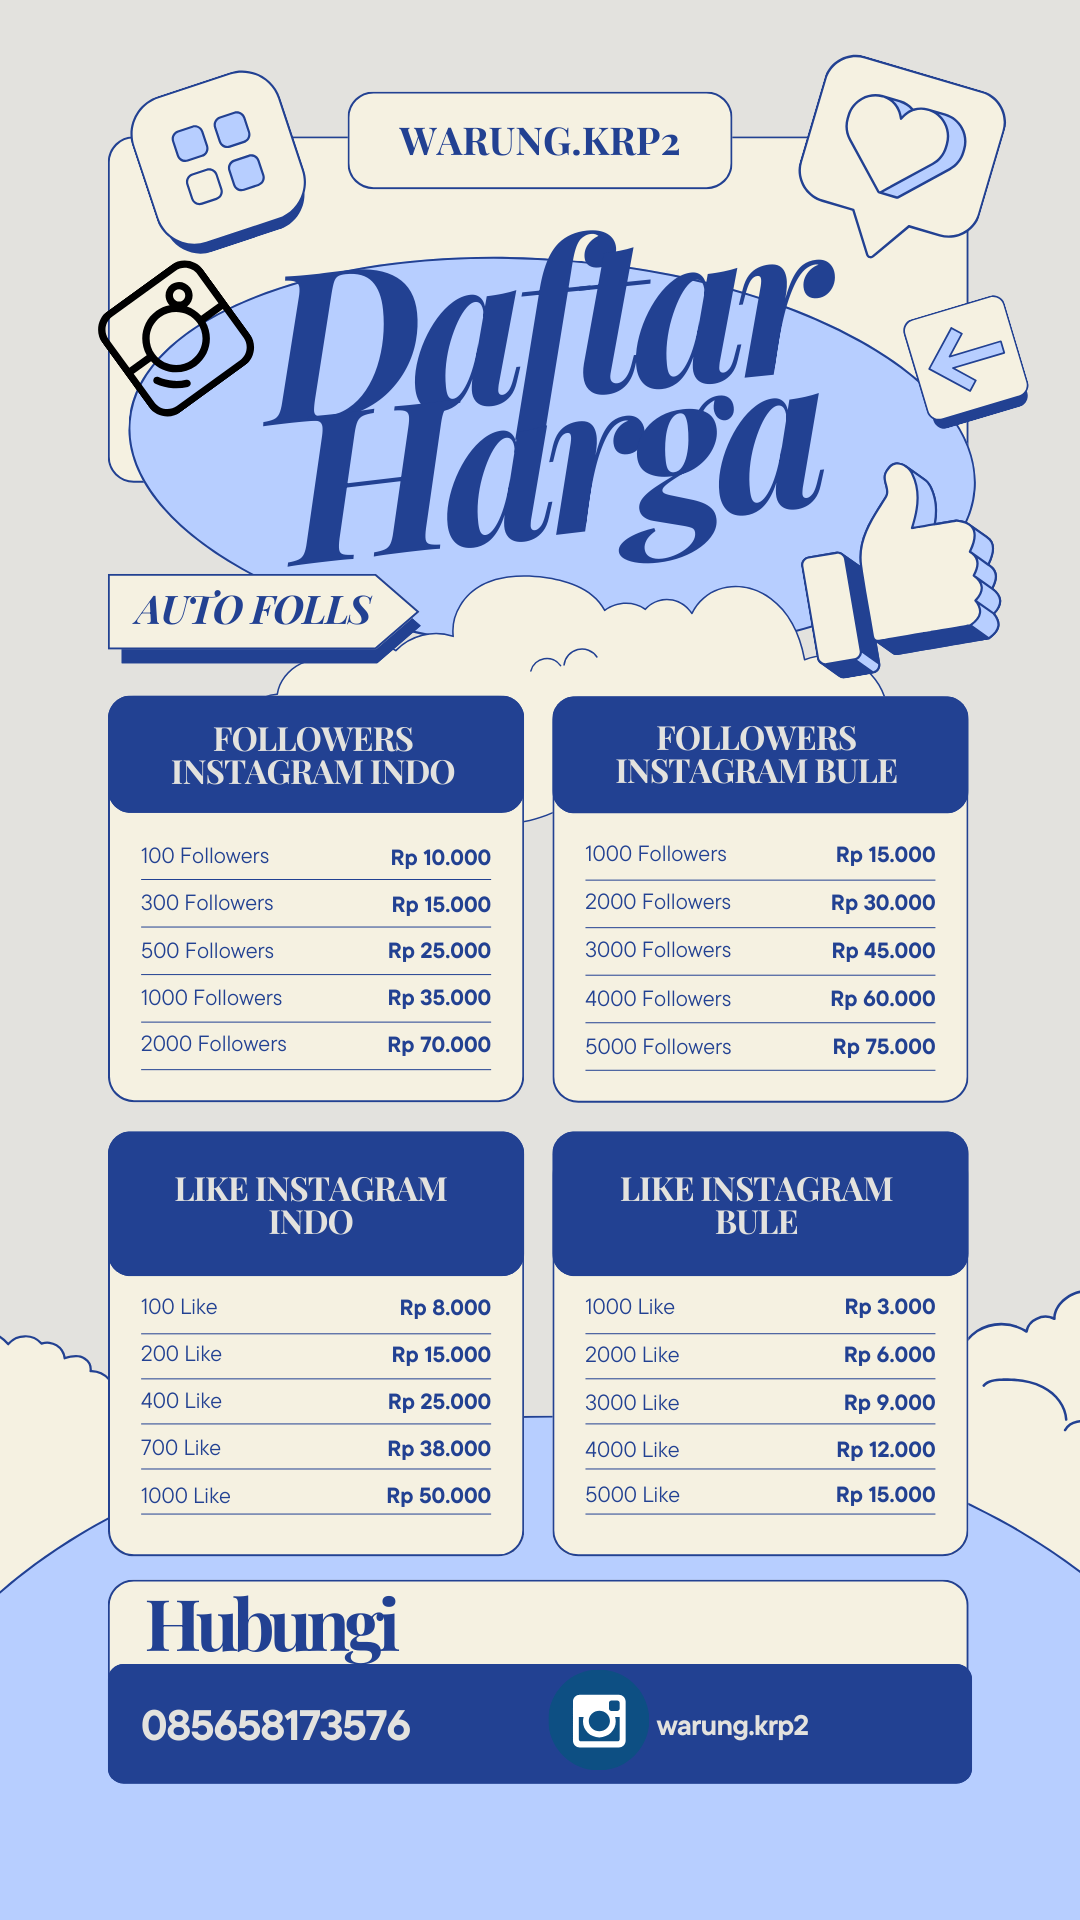 WARUNG.KRP2
Daftar
Harga
AUTO FOLLS
FOLLOWERS
INSTAGRAM INDO
100 Followers Rp 10.000
300 Followers Rp 15.000
500 Followers Rp 25.000
1000 Followers Rp 35.000
2000 Followers Rp 70.000
FOLLOWERS
INSTAGRAM BULE
1000 Followers Rp 15.000
2000 Followers Rp 30.000
3000 Followers Rp 45.000
4000 Followers Rp 60.000
5000 Followers Rp 75.000
LIKE INSTAGRAM
INDO
100 Like Rp 8.000
200 Like Rp 15.000
400 Like Rp 25.000
700 Like Rp 38.000
1000 Like Rp 50.000
LIKE INSTAGRAM
BULE
1000 Like Rp 3.000
2000 Like Rp 6.000
3000 Like Rp 9.000
4000 Like Rp 12.000
5000 Like Rp 15.000
Hubungi
085658173576 warung.krp2